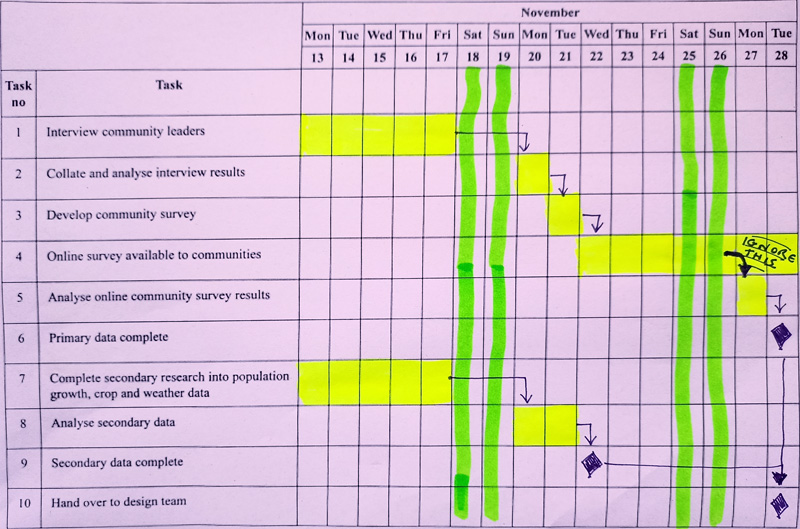 November
Mon Tue Wed Thu Fri Sat Sun Mon Tue Wed Thu Fri Sat Sun Mon Tue
13 14 15 16 17 18 19 20 21 22 23 24 25 26 27 28
Task no Task
1 Interview community leaders
2 Collate and analyse interview results
3 Develop community survey
4 Online survey available to communities
IGNORE
THIS
5 Analyse online community survey results
6 Primary data complete
7 Complete secondary research into population
growth, crop and weather data
8 Analyse secondary data
9 Secondary data complete
10 Hand over to design team